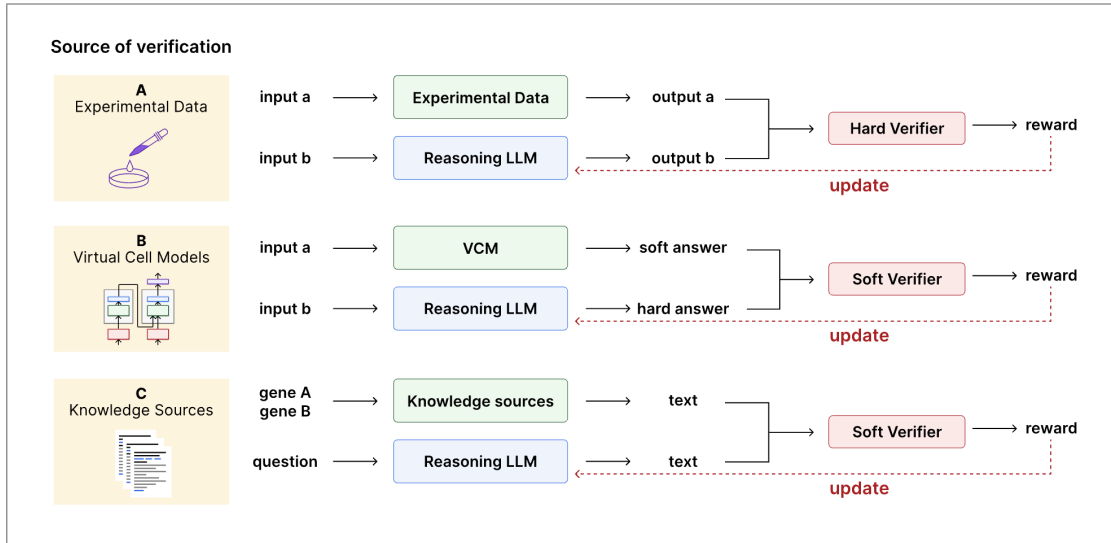 Source of verification
A
Experimental Data
input a
Experimental Data
output a
input b
Reasoning LLM
output b
Hard Verifier
reward
update
B
Virtual Cell Models
input a
VCM
soft answer
input b
Reasoning LLM
hard answer
Soft Verifier
reward
update
C
Knowledge Sources
gene A
gene B
Knowledge sources
text
question
Reasoning LLM
text
Soft Verifier
reward
update